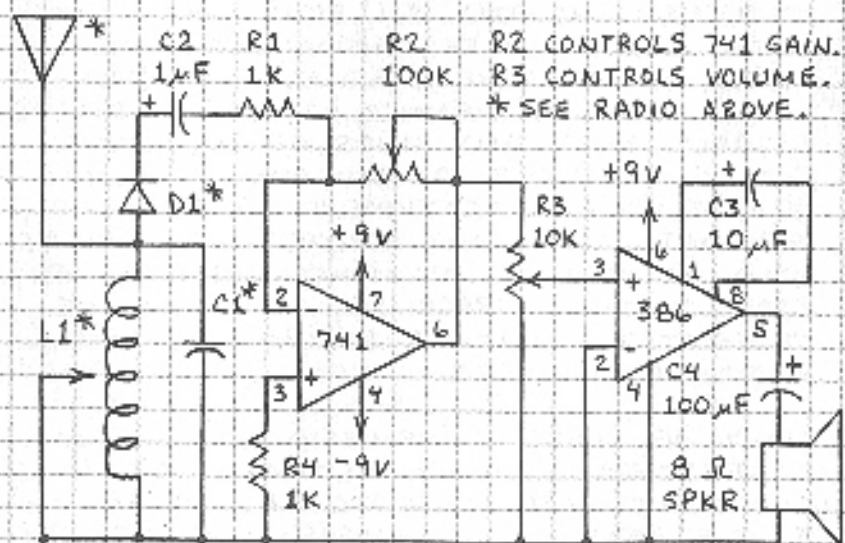 *
C2
1µF
R1
1K
R2
100K
R2 CONTROLS 741 GAIN.
R3 CONTROLS VOLUME.
* SEE RADIO ABOVE.
+
D1*
+9V
R3
10K
+9V
+
C3
10µF
L1*
C1*
2
-
7
741
6
3
+
4
-9V
R4
1K
3
+
6
1
8
386
5
2
-
4
C4
100µF
+
8 Ω
SPKR